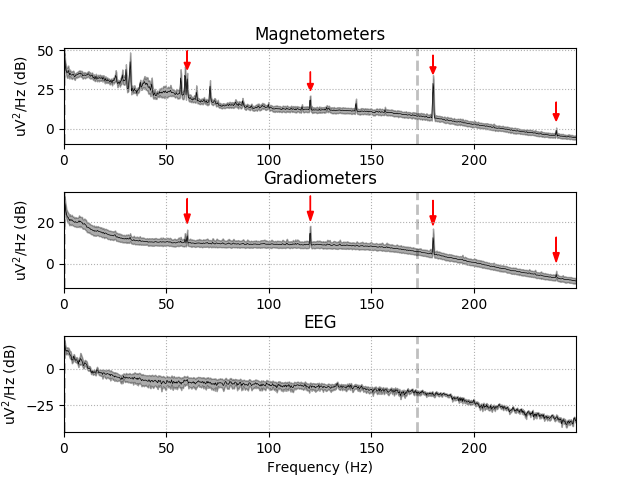 Magnetometers
uV²/Hz (dB)
50
25
0
0 50 100 150 200
Gradiometers
uV²/Hz (dB)
20
0
0 50 100 150 200
EEG
uV²/Hz (dB)
0
−25
0 50 100 150 200
Frequency (Hz)